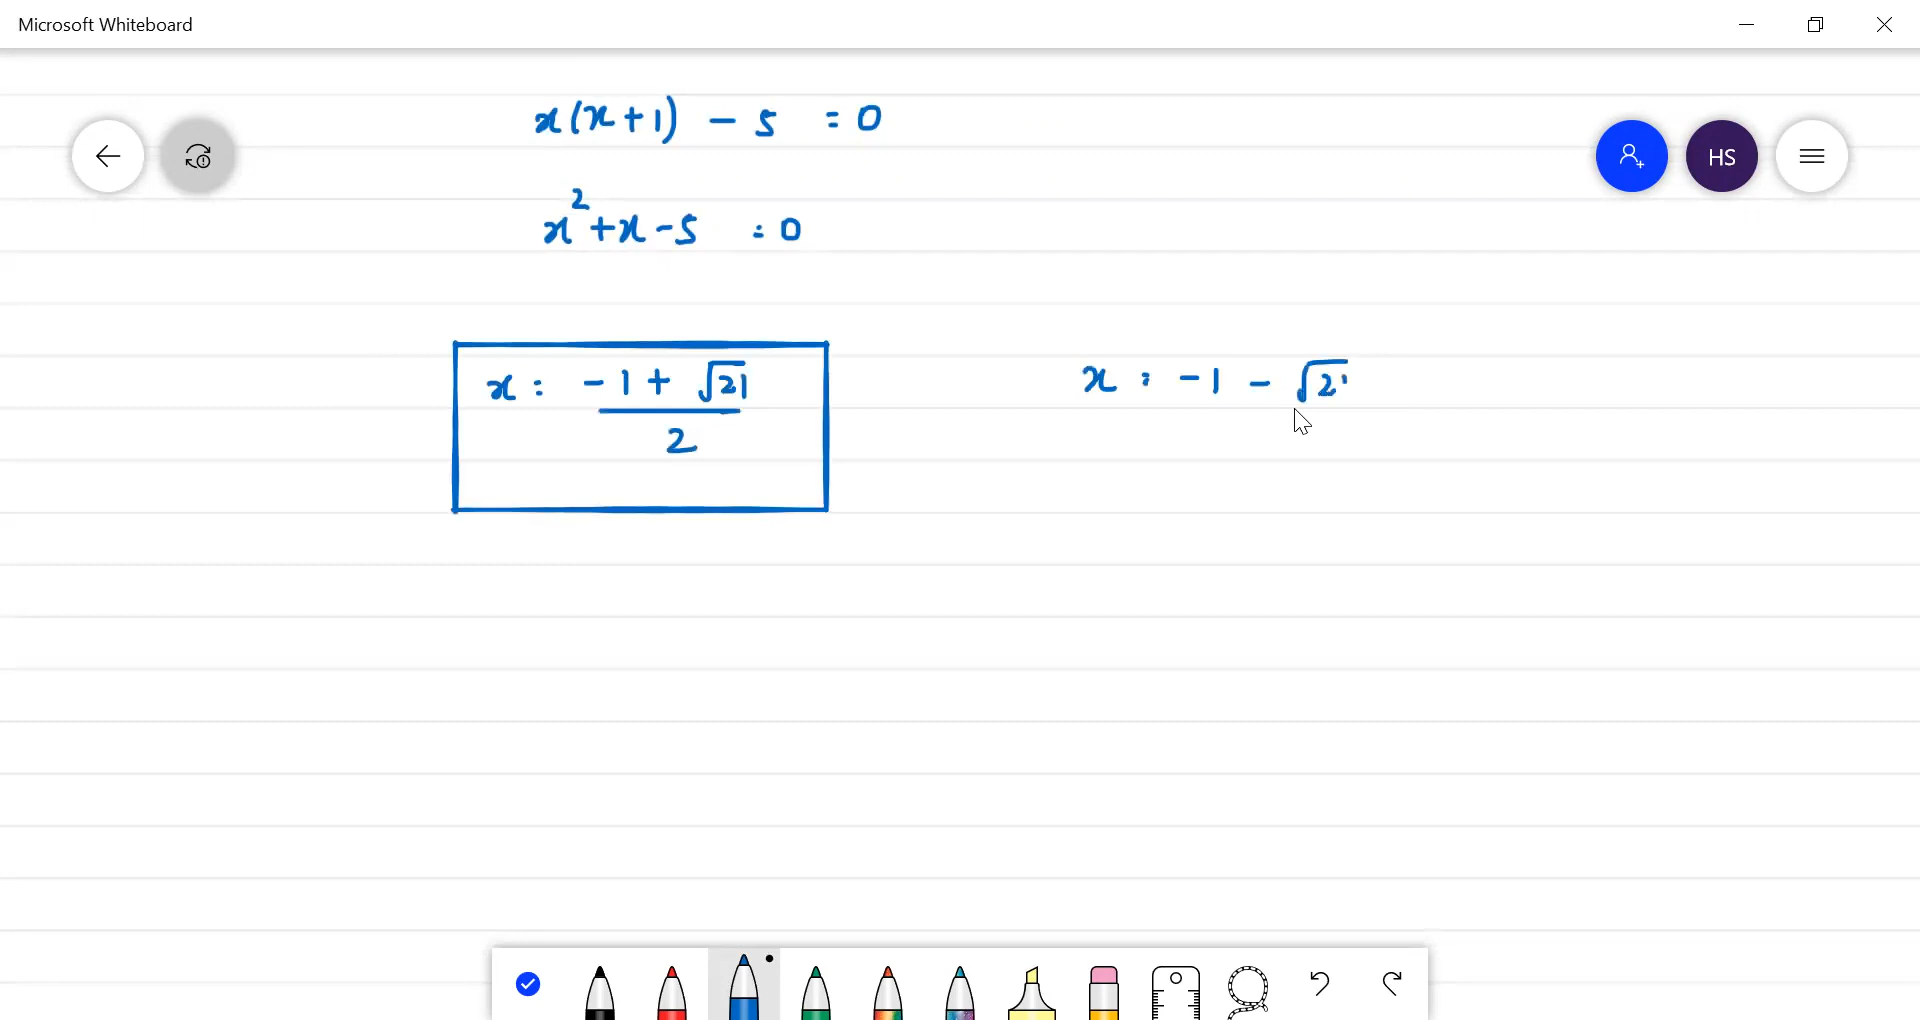 Microsoft Whiteboard
x(x+1) - 5 = 0
HS
x²+x-5 = 0
x = -1 + √21
2
x = -1 - √21